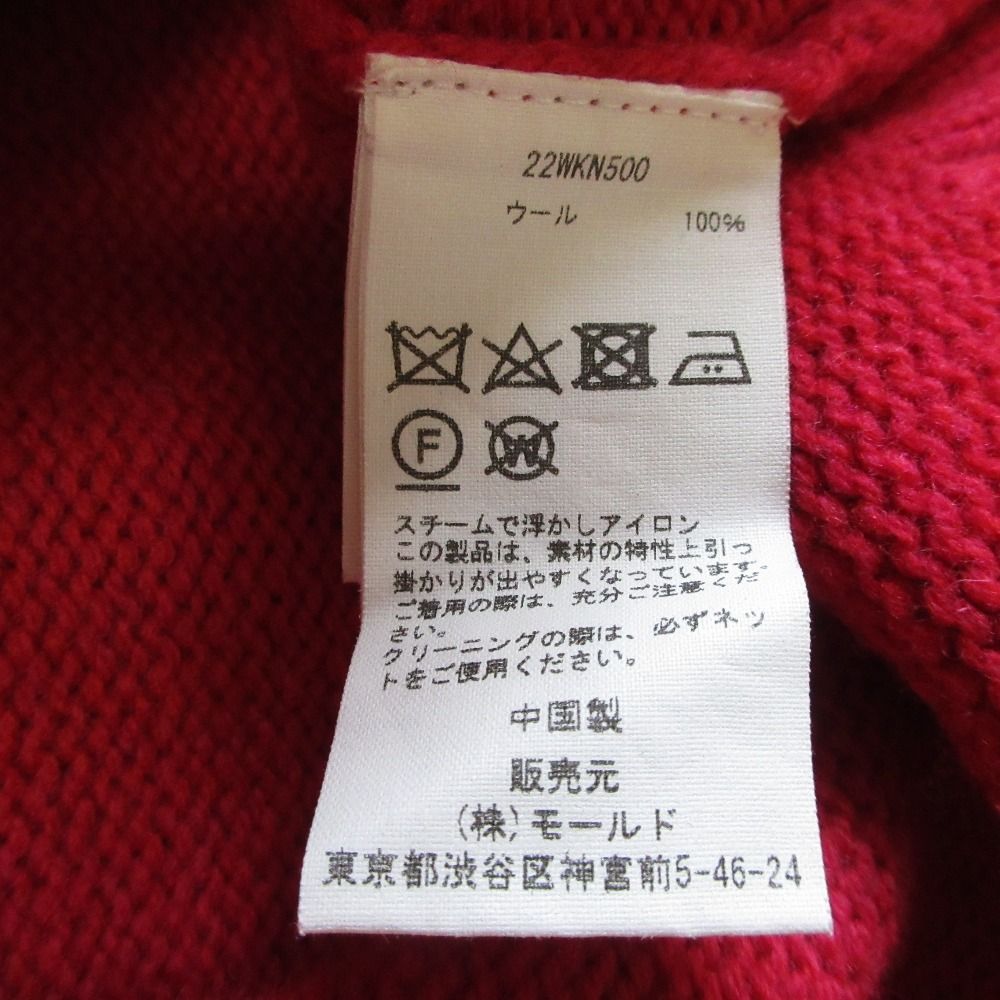 22WKN500
ウール 100%
F W
スチームで浮かしアイロン
この製品は、素材の特性上引っ
掛かりが出やすくなっています。
ご着用の際は、充分ご注意くだ
さい。
クリーニングの際は、必ずネッ
トをご使用ください。
中国製
販売元
(株)モールド
東京都渋谷区神宮前5-46-24